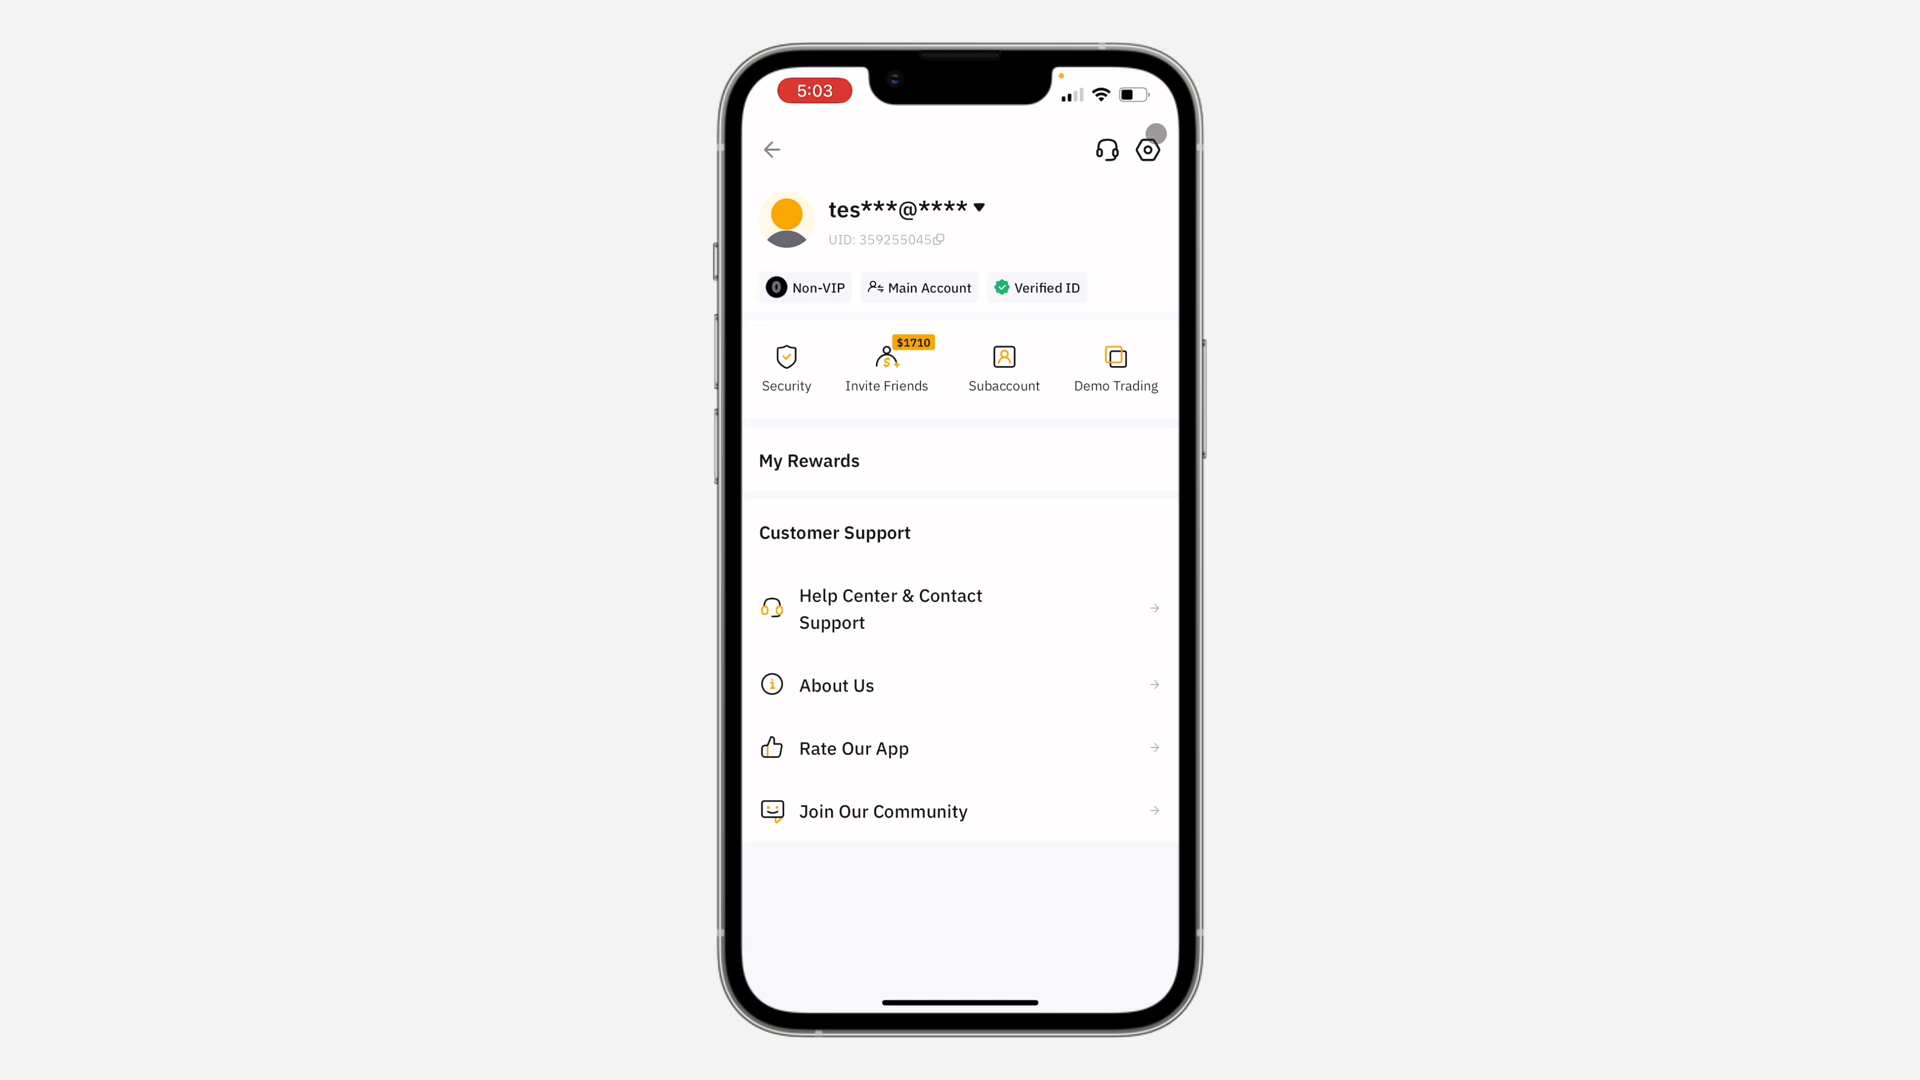 5:03
tes***@****
UID: 359255045
0 Non-VIP Main Account Verified ID
$1710
Security Invite Friends Subaccount Demo Trading
My Rewards
Customer Support
Help Center & Contact
Support
About Us
Rate Our App
Join Our Community